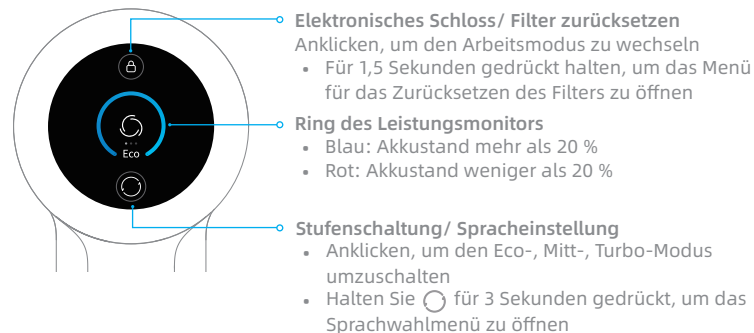 Elektronisches Schloss/ Filter zurücksetzen
Anklicken, um den Arbeitsmodus zu wechseln
• Für 1,5 Sekunden gedrückt halten, um das Menü
für das Zurücksetzen des Filters zu öffnen
Ring des Leistungsmonitors
• Blau: Akkustand mehr als 20 %
• Rot: Akkustand weniger als 20 %
Eco
Stufenschaltung/ Spracheinstellung
• Anklicken, um den Eco-, Mitt-, Turbo-Modus
umzuschalten
• Halten Sie für 3 Sekunden gedrückt, um das
Sprachwahlmenü zu öffnen